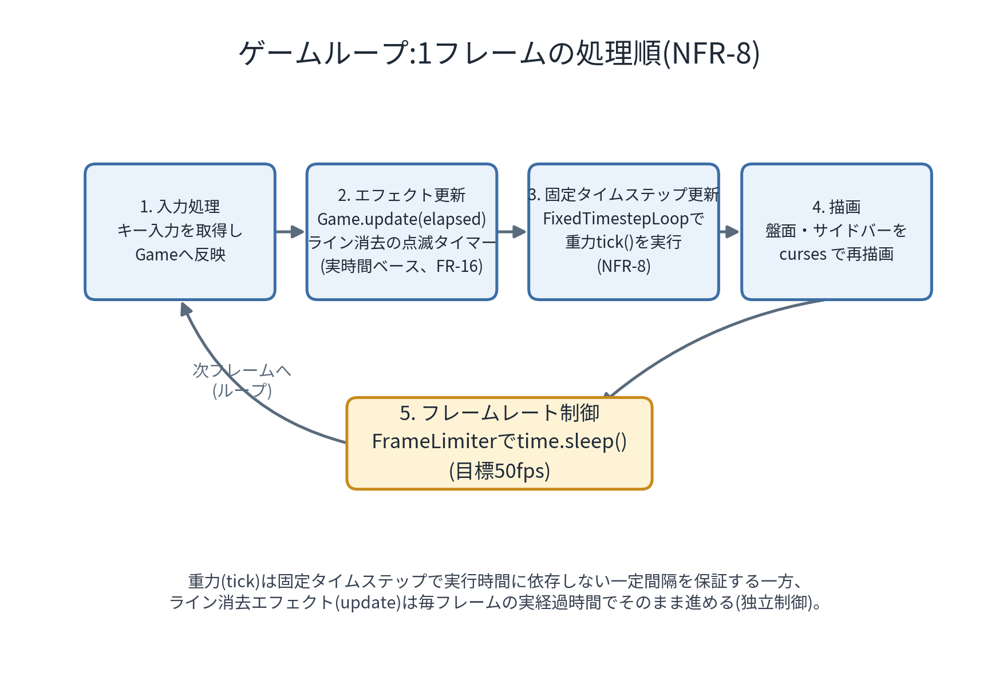 ゲームループ:1フレームの処理順(NFR-8)
1. 入力処理
キー入力を取得し
Gameへ反映
2. エフェクト更新
Game.update(elapsed)
ライン消去の点滅タイマー
(実時間ベース、FR-16)
3. 固定タイムステップ更新
FixedTimestepLoopで
重力tick()を実行
(NFR-8)
4. 描画
盤面・サイドバーを
curses で再描画
次フレームへ
(ループ)
5. フレームレート制御
FrameLimiterでtime.sleep()
(目標50fps)
重力(tick)は固定タイムステップで実行時間に依存しない一定間隔を保証する一方、
ライン消去エフェクト(update)は毎フレームの実経過時間でそのまま進める(独立制御)。